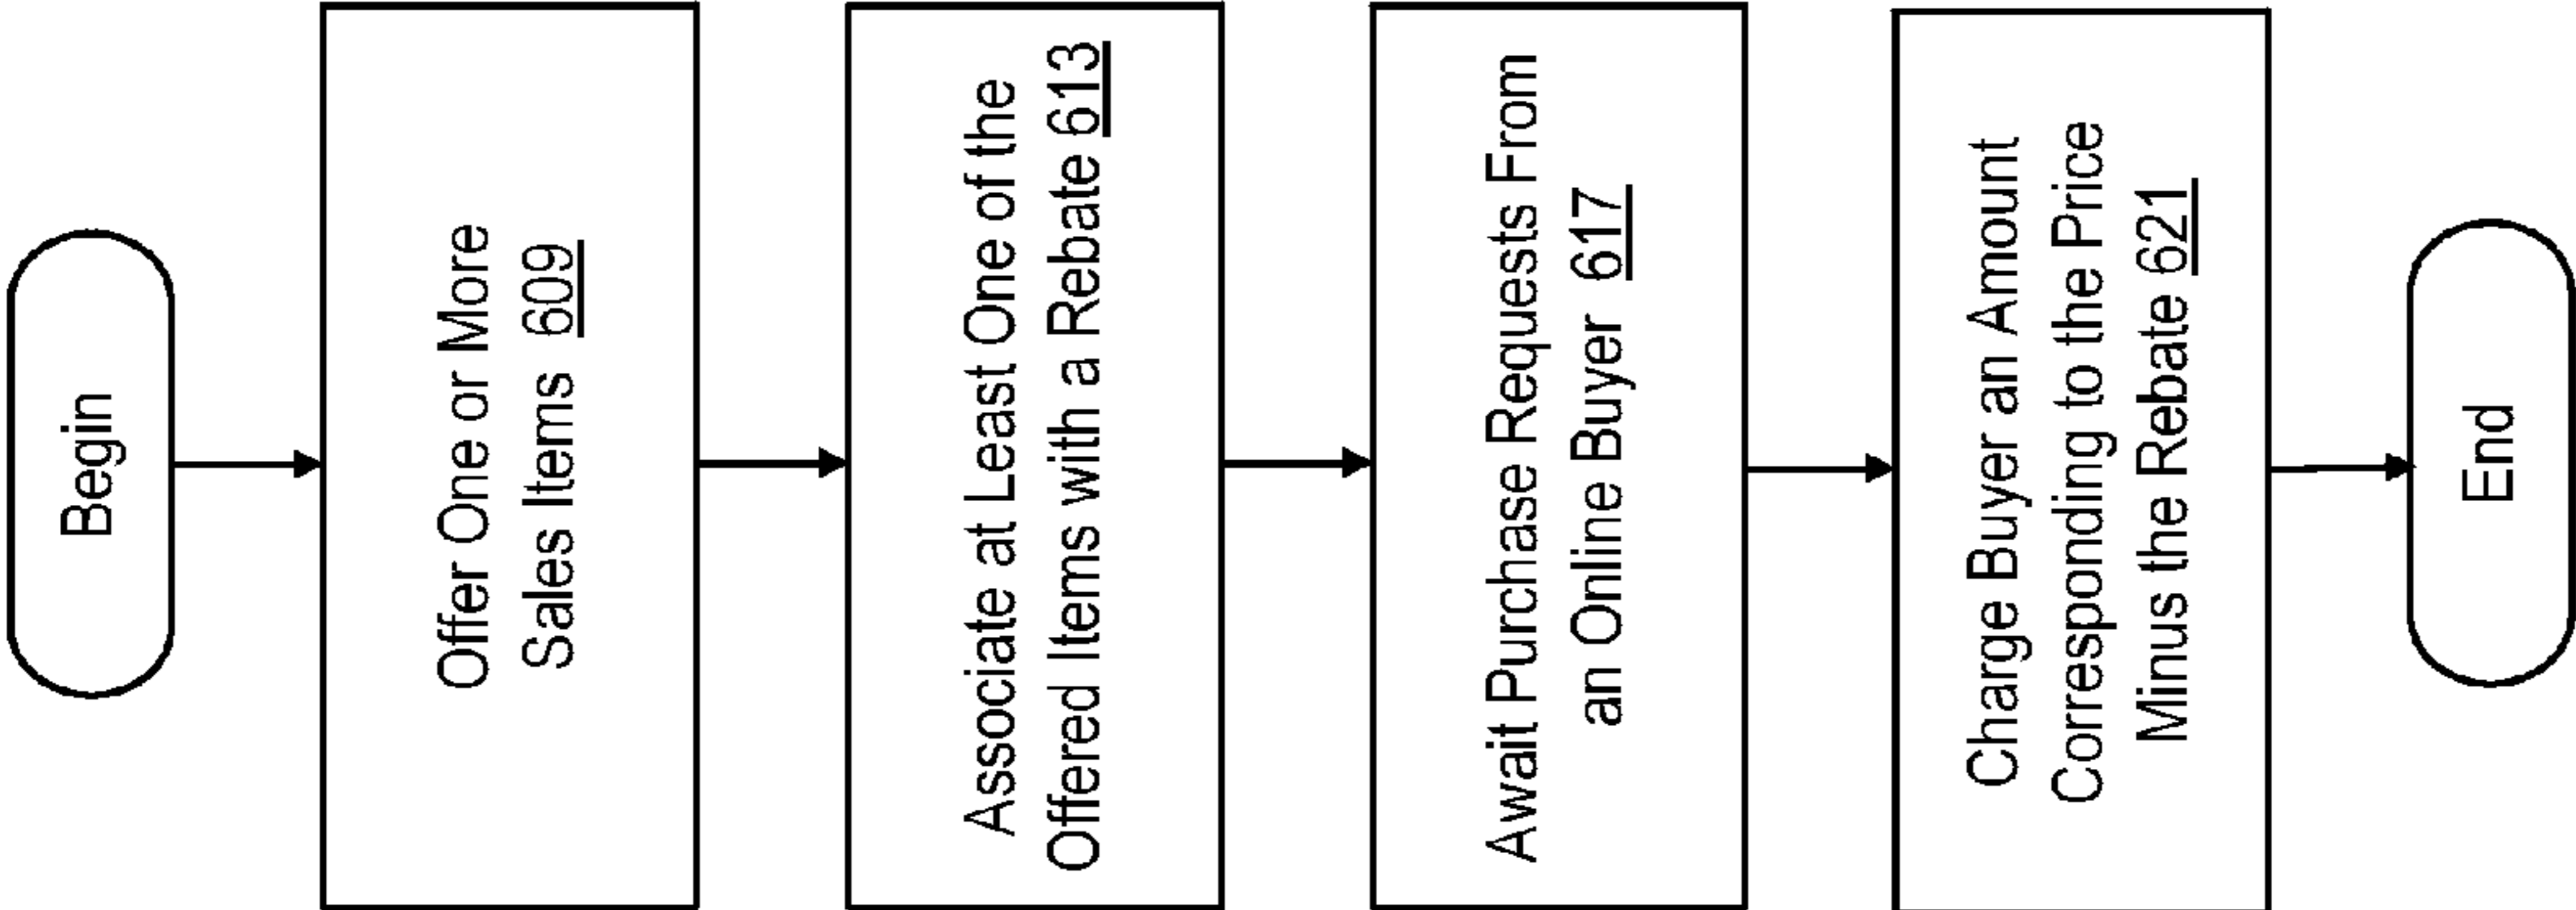 Begin
Offer One or More
Sales Items 609
Associate at Least One of the
Offered Items with a Rebate 613
Await Purchase Requests From
an Online Buyer 617
Charge Buyer an Amount
Corresponding to the Price
Minus the Rebate 621
End